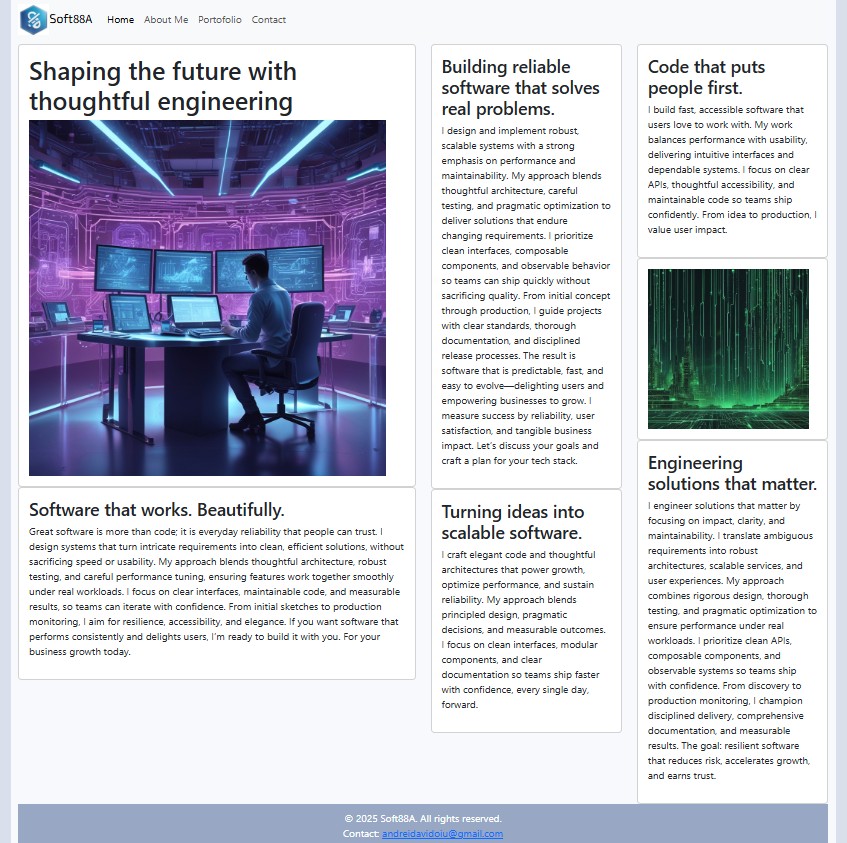 Soft88A Home About Me Portofolio Contact
Shaping the future with
thoughtful engineering
Software that works. Beautifully.
Great software is more than code; it is everyday reliability that people can trust. I
design systems that turn intricate requirements into clean, efficient solutions, without
sacrificing speed or usability. My approach blends thoughtful architecture, robust
testing, and careful performance tuning, ensuring features work together smoothly
under real workloads. I focus on clear interfaces, maintainable code, and measurable
results, so teams can iterate with confidence. From initial sketches to production
monitoring, I aim for resilience, accessibility, and elegance. If you want software that
performs consistently and delights users, I'm ready to build it with you. For your
business growth today.
Building reliable
software that solves
real problems.
I design and implement robust,
scalable systems with a strong
emphasis on performance and
maintainability. My approach blends
thoughtful architecture, careful
testing, and pragmatic optimization to
deliver solutions that endure
changing requirements. I prioritize
clean interfaces, composable
components, and observable behavior
so teams can ship quickly without
sacrificing quality. From initial concept
through production, I guide projects
with clear standards, thorough
documentation, and disciplined
release processes. The result is
software that is predictable, fast, and
easy to evolve—delighting users and
empowering businesses to grow. I
measure success by reliability, user
satisfaction, and tangible business
impact. Let's discuss your goals and
craft a plan for your tech stack.
Turning ideas into
scalable software.
I craft elegant code and thoughtful
architectures that power growth,
optimize performance, and sustain
reliability. My approach blends
principled design, pragmatic
decisions, and measurable outcomes.
I focus on clean interfaces, modular
components, and clear
documentation so teams ship faster
with confidence, every single day,
forward.
Code that puts
people first.
I build fast, accessible software that
users love to work with. My work
balances performance with usability,
delivering intuitive interfaces and
dependable systems. I focus on clear
APIs, thoughtful accessibility, and
maintainable code so teams ship
confidently. From idea to production, I
value user impact.
Engineering
solutions that matter.
I engineer solutions that matter by
focusing on impact, clarity, and
maintainability. I translate ambiguous
requirements into robust
architectures, scalable services, and
user experiences. My approach
combines rigorous design, thorough
testing, and pragmatic optimization to
ensure performance under real
workloads. I prioritize clean APIs,
composable components, and
observable systems so teams ship
with confidence. From discovery to
production monitoring, I champion
disciplined delivery, comprehensive
documentation, and measurable
results. The goal: resilient software
that reduces risk, accelerates growth,
and earns trust.
© 2025 Soft88A. All rights reserved.
Contact: andreidavidoiu@gmail.com